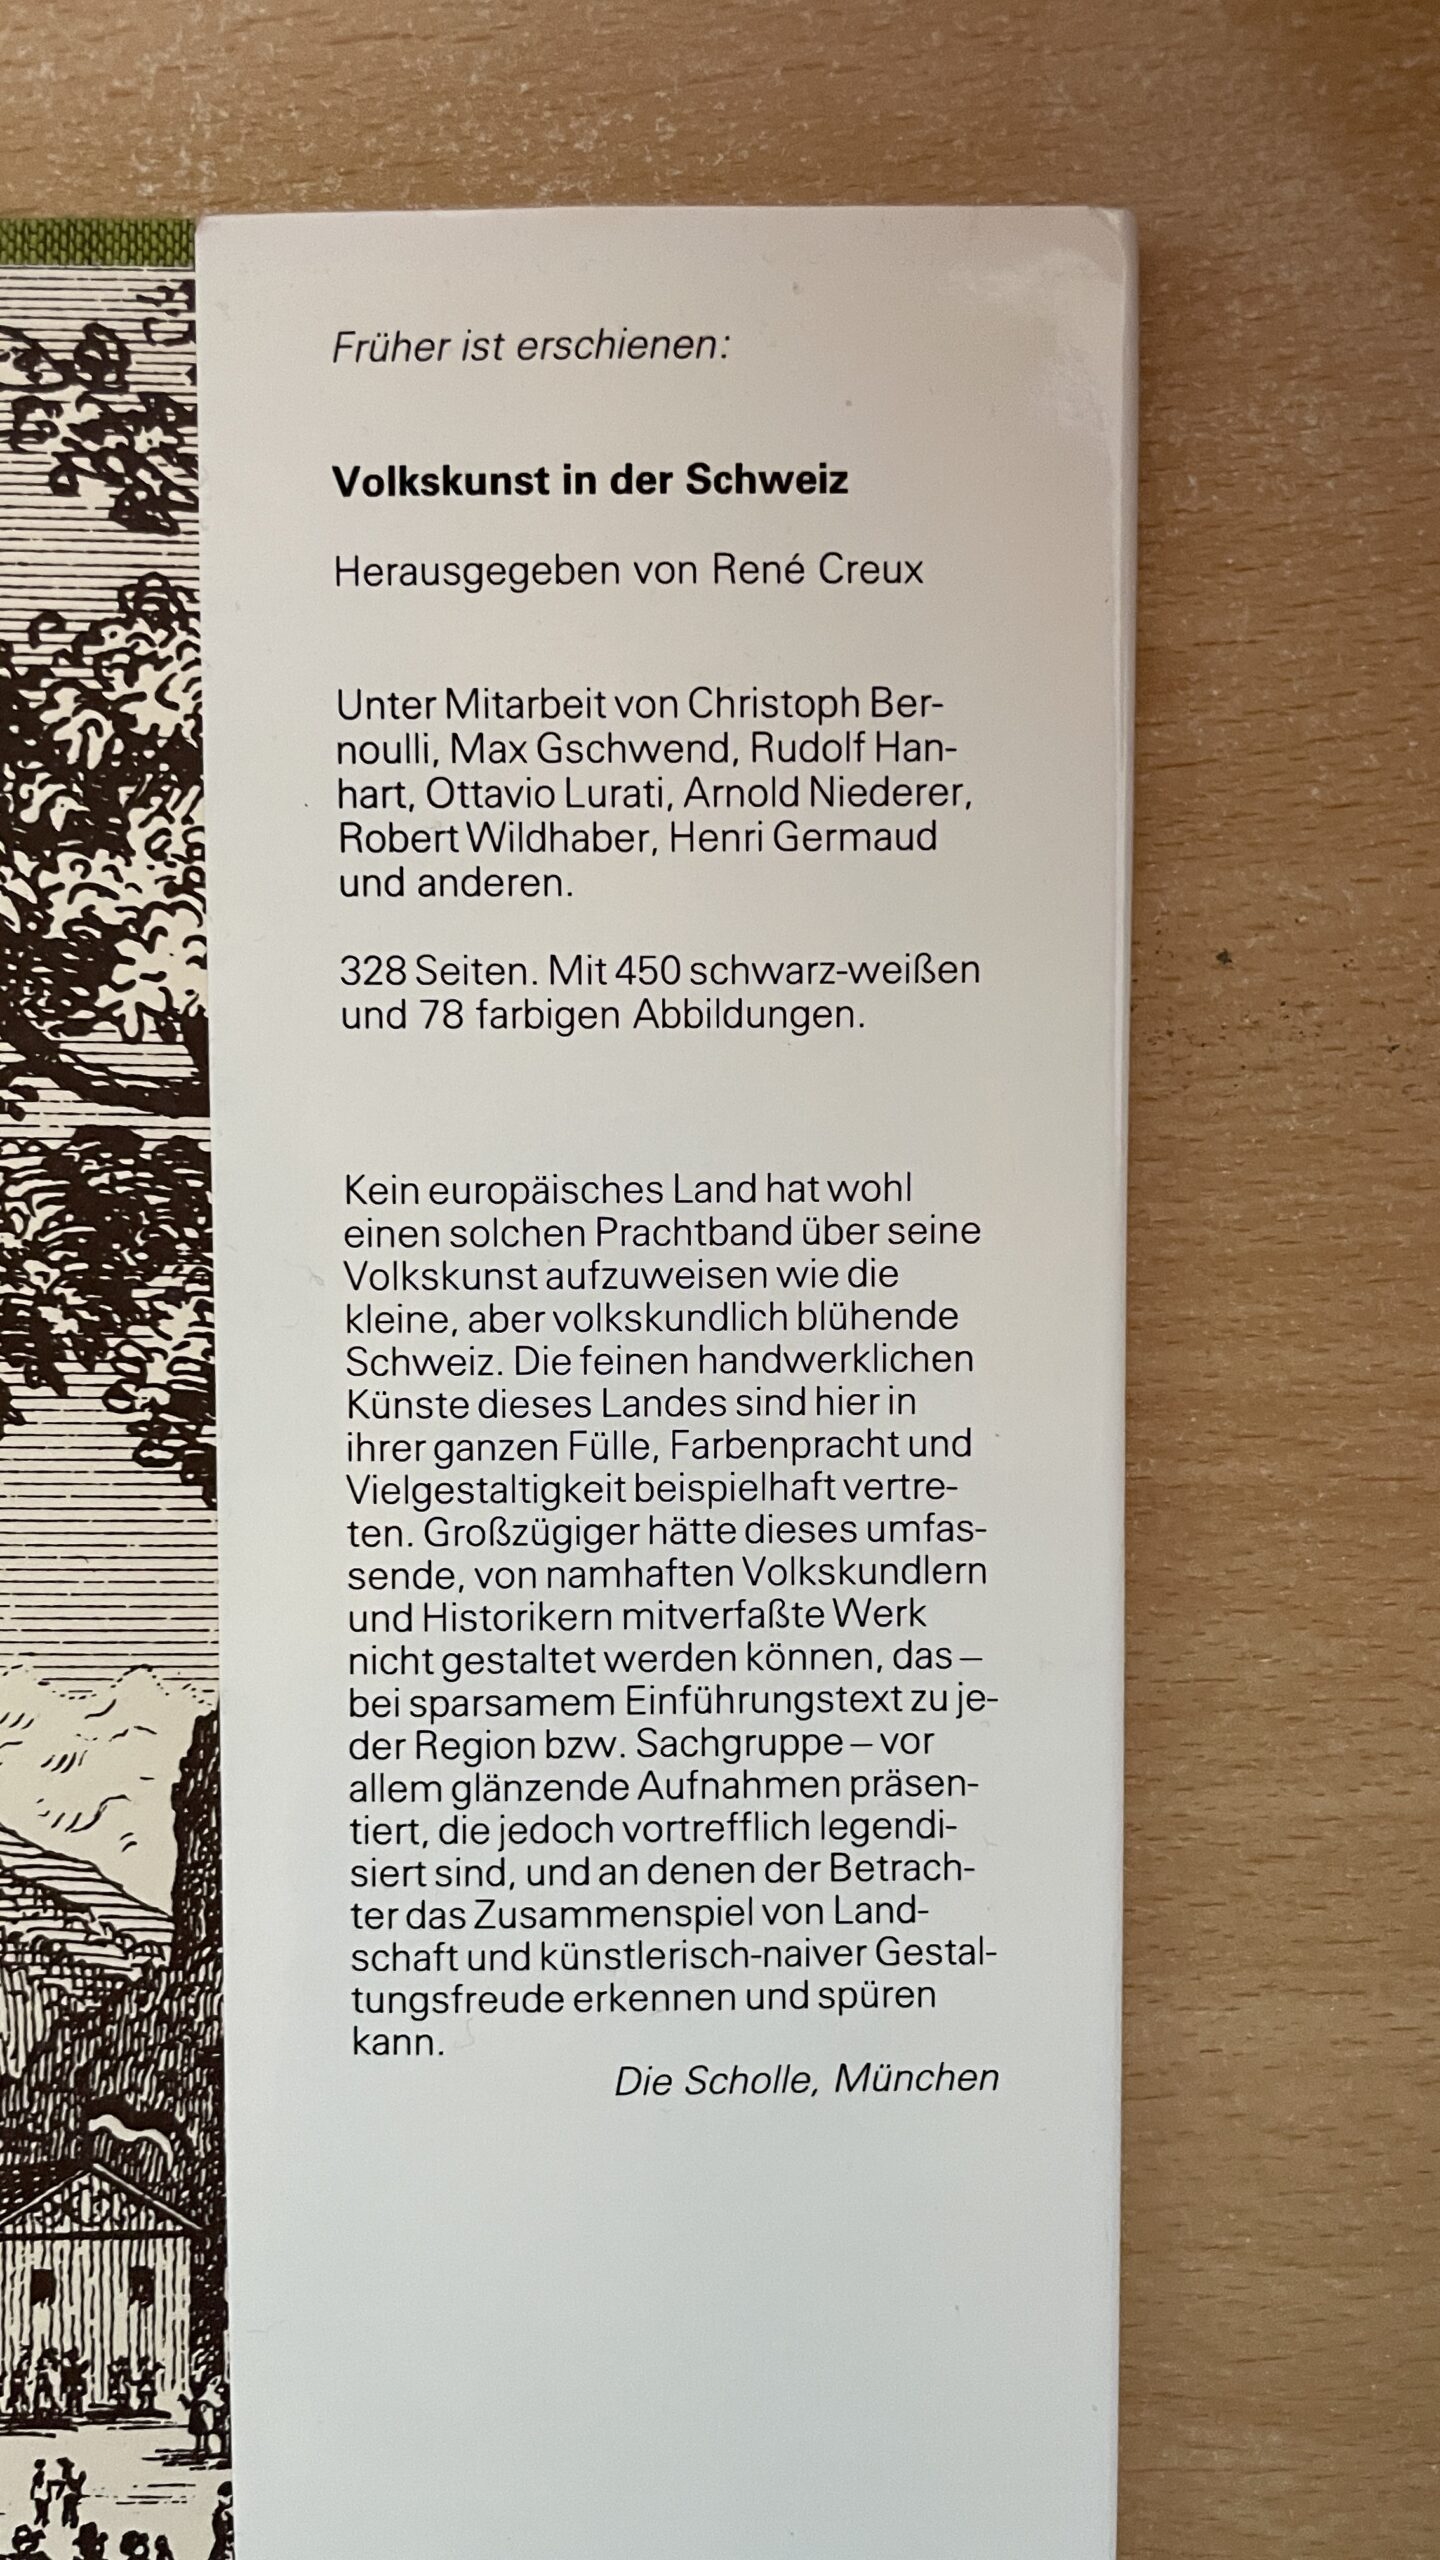 Früher ist erschienen:
Volkskunst in der Schweiz
Herausgegeben von René Creux
Unter Mitarbeit von Christoph Ber-
noulli, Max Gschwend, Rudolf Han-
hart, Ottavio Lurati, Arnold Niederer,
Robert Wildhaber, Henri Germaud
und anderen.
328 Seiten. Mit 450 schwarz-weißen
und 78 farbigen Abbildungen.
Kein europäisches Land hat wohl
einen solchen Prachtband über seine
Volkskunst aufzuweisen wie die
kleine, aber volkskundlich blühende
Schweiz. Die feinen handwerklichen
Künste dieses Landes sind hier in
ihrer ganzen Fülle, Farbenpracht und
Vielgestaltigkeit beispielhaft vertre-
ten. Großzügiger hätte dieses umfas-
sende, von namhaften Volkskundlern
und Historikern mitverfaßte Werk
nicht gestaltet werden können, das –
bei sparsamem Einführungstext zu je-
der Region bzw. Sachgruppe – vor
allem glänzende Aufnahmen präsen-
tiert, die jedoch vortrefflich legendi-
siert sind, und an denen der Betrach-
ter das Zusammenspiel von Land-
schaft und künstlerisch-naiver Gestal-
tungsfreude erkennen und spüren
kann.
Die Scholle, München